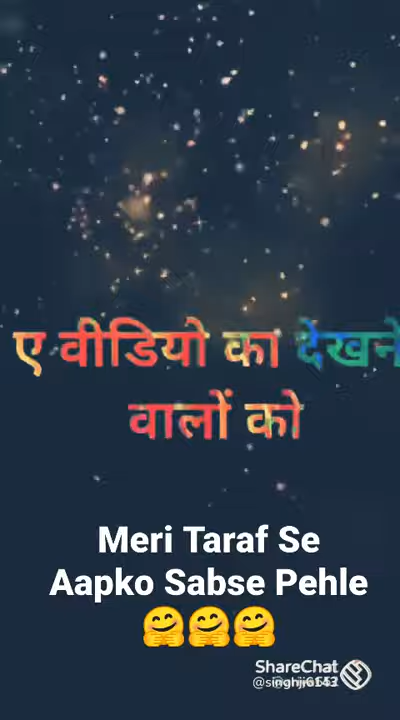 ए वीडियो का देखने
वालों को
Meri Taraf Se
Aapko Sabse Pehle
🤗🤗🤗
ShareChat